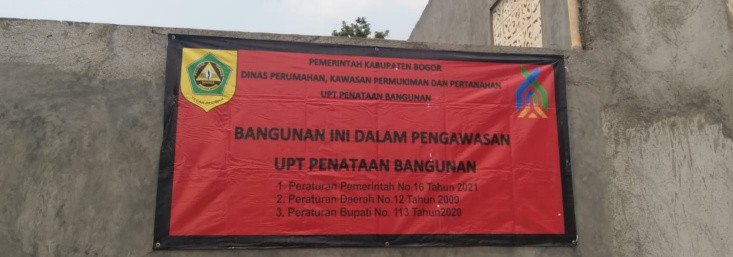 PEMERINTAH KABUPATEN BOGOR
DINAS PERUMAHAN, KAWASAN PERMUKIMAN DAN PERTANAHAN
UPT PENATAAN BANGUNAN
BANGUNAN INI DALAM PENGAWASAN
UPT PENATAAN BANGUNAN
1. Peraturan Pemerintah No.16 Tahun 2021
2. Peraturan Daerah No.12 Tahun 2009
3. Peraturan Bupati No. 113 Tahun2020